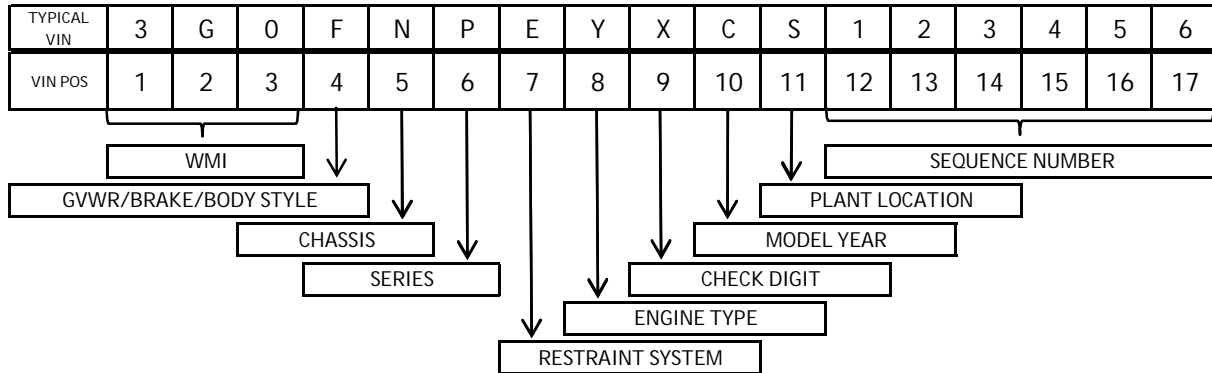 TYPICAL
VIN 3 G 0 F N P E Y X C S 1 2 3 4 5 6
VIN POS 1 2 3 4 5 6 7 8 9 10 11 12 13 14 15 16 17
WMI SEQUENCE NUMBER
GVWR/BRAKE/BODY STYLE PLANT LOCATION
CHASSIS MODEL YEAR
SERIES CHECK DIGIT
ENGINE TYPE
RESTRAINT SYSTEM